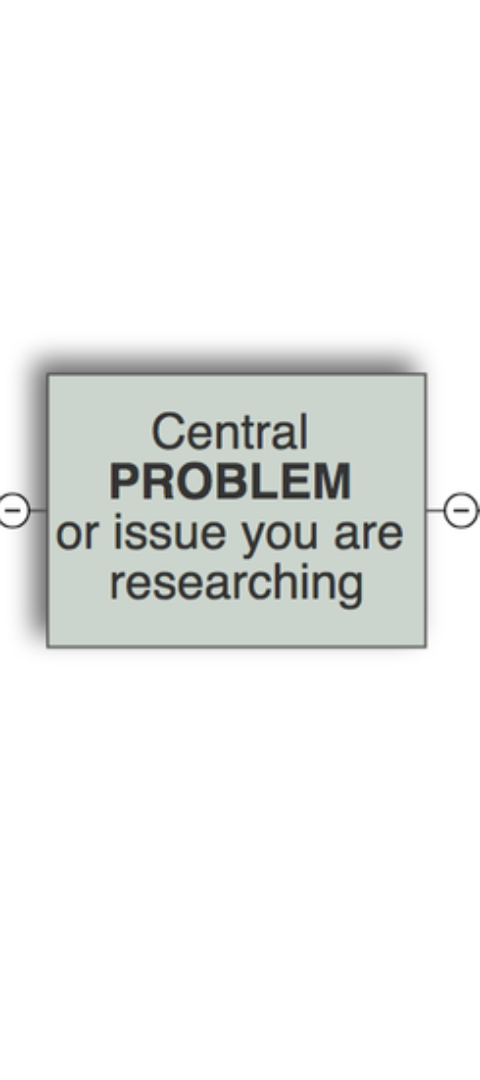 Central
PROBLEM
or issue you are
researching